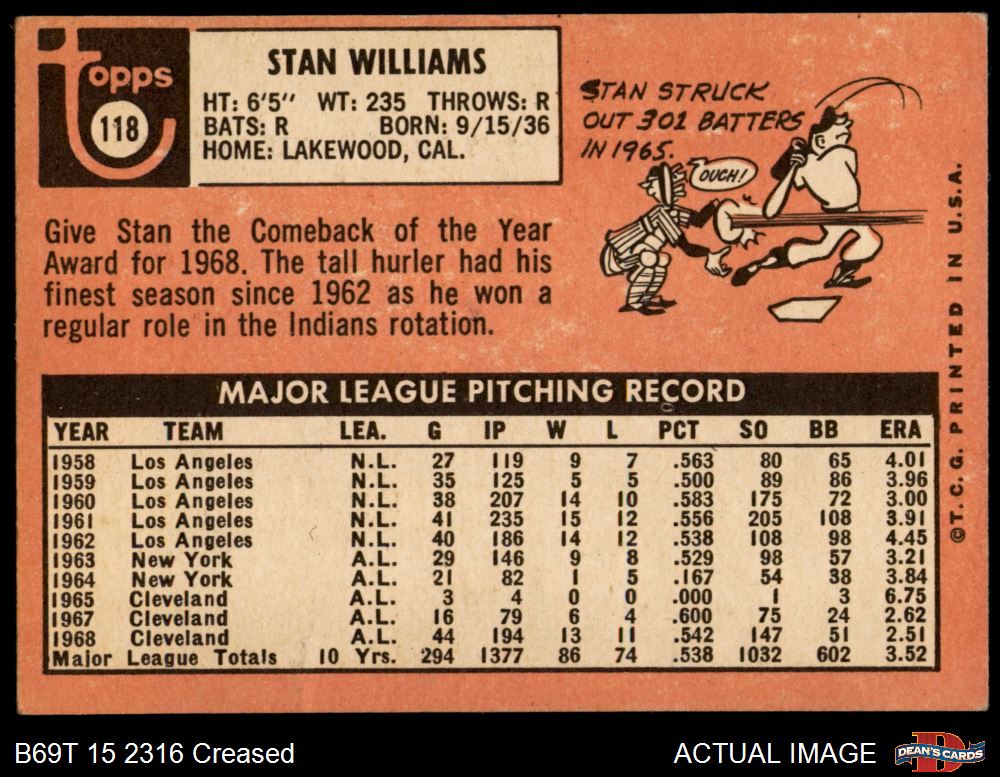 topps
118
STAN WILLIAMS
HT: 6'5" WT: 235 THROWS: R
BATS: R BORN: 9/15/36
HOME: LAKEWOOD, CAL.
STAN STRUCK
OUT 301 BATTERS
IN 1965.
OUCH!
Give Stan the Comeback of the Year
Award for 1968. The tall hurler had his
finest season since 1962 as he won a
regular role in the Indians rotation.
MAJOR LEAGUE PITCHING RECORD
YEAR TEAM LEA. G IP W L PCT SO BB ERA
1958 Los Angeles N.L. 27 119 9 7 .563 80 65 4.01
1959 Los Angeles N.L. 35 125 5 5 .500 89 86 3.96
1960 Los Angeles N.L. 38 207 14 10 .583 175 72 3.00
1961 Los Angeles N.L. 41 235 15 12 .556 205 108 3.91
1962 Los Angeles N.L. 40 186 14 12 .538 108 98 4.45
1963 New York A.L. 29 146 9 8 .529 98 57 3.21
1964 New York A.L. 21 82 1 5 .167 54 38 3.84
1965 Cleveland A.L. 3 4 0 0 .000 1 3 6.75
1967 Cleveland A.L. 16 79 6 4 .600 75 24 2.62
1968 Cleveland A.L. 44 194 13 11 .542 147 51 2.51
Major League Totals 10 Yrs. 294 1377 86 74 .538 1032 602 3.52
©T.C.G. PRINTED IN U.S.A.
B69T 15 2316 Creased
ACTUAL IMAGE
D
DEAN'S CARDS